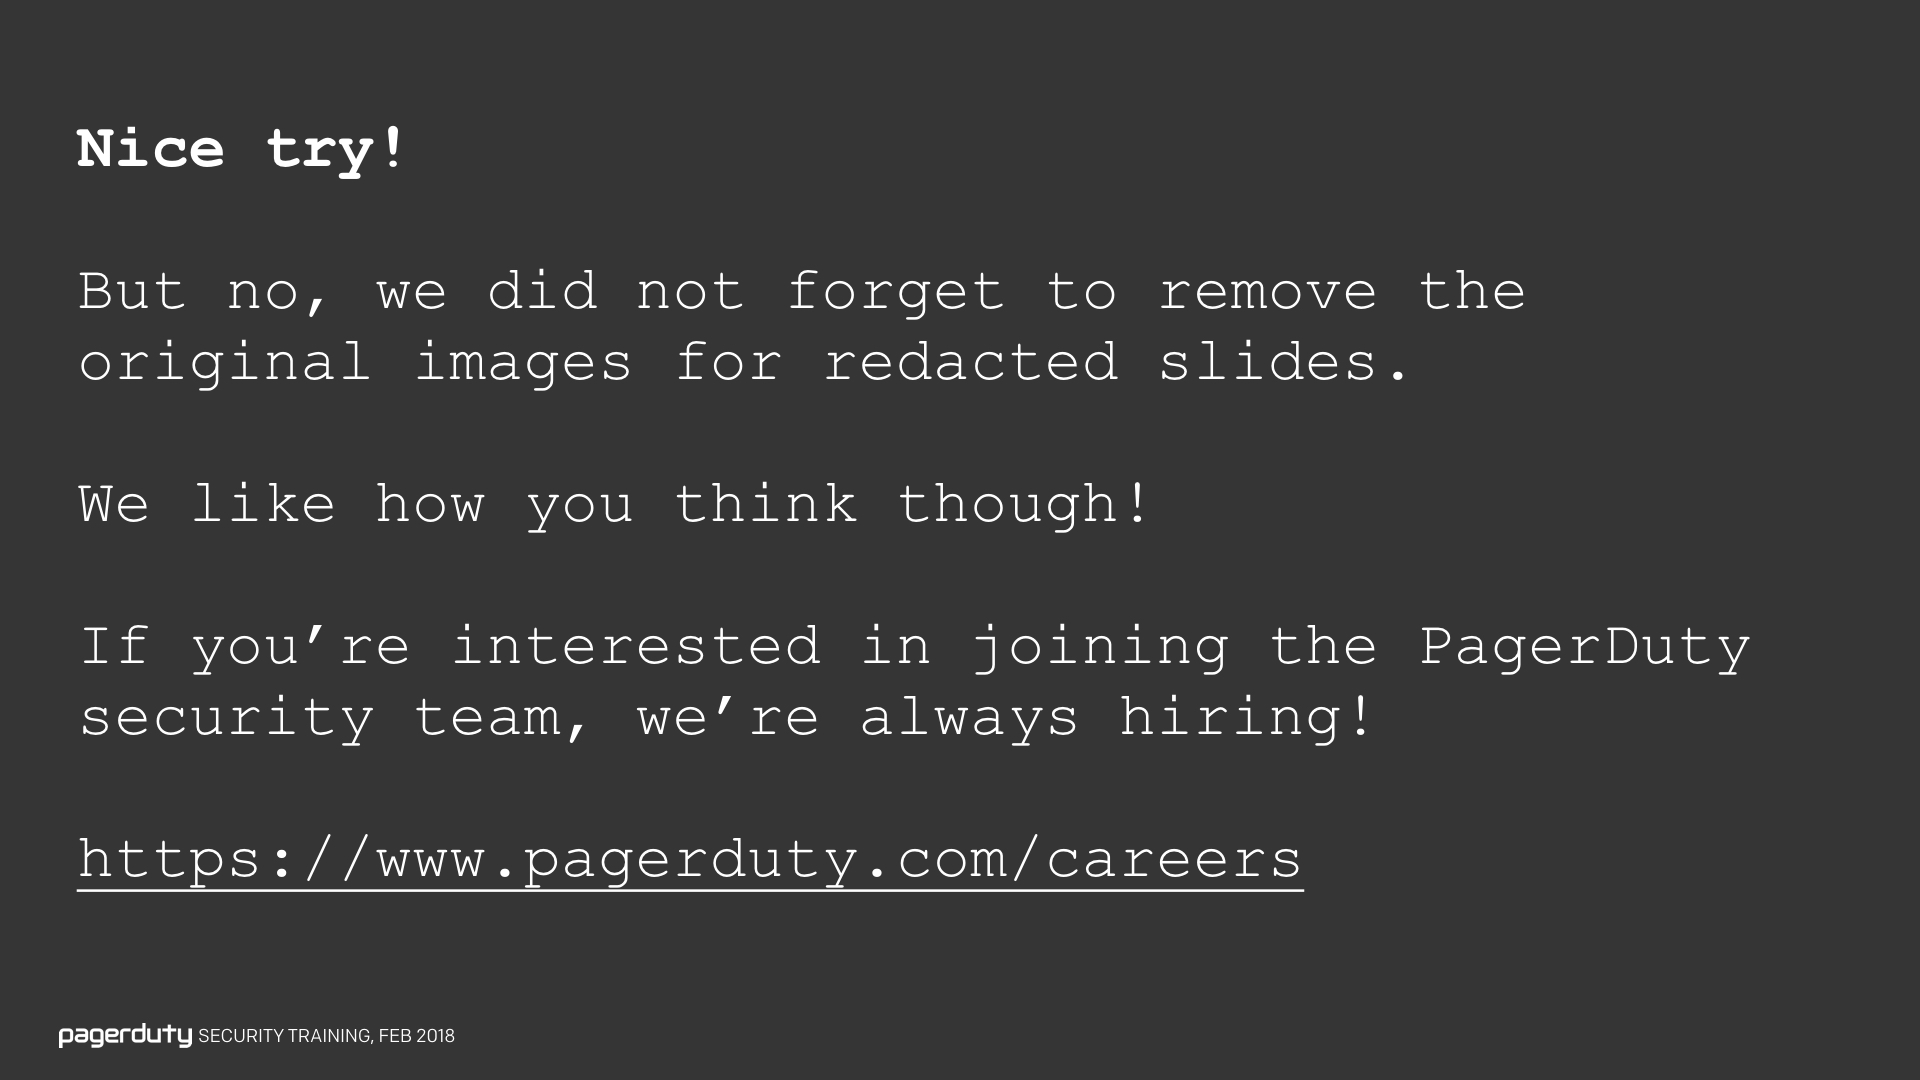 Nice try!
But no, we did not forget to remove the
original images for redacted slides.
We like how you think though!
If you’re interested in joining the PagerDuty
security team, we’re always hiring!
https://www.pagerduty.com/careers
pagerduty SECURITY TRAINING, FEB 2018